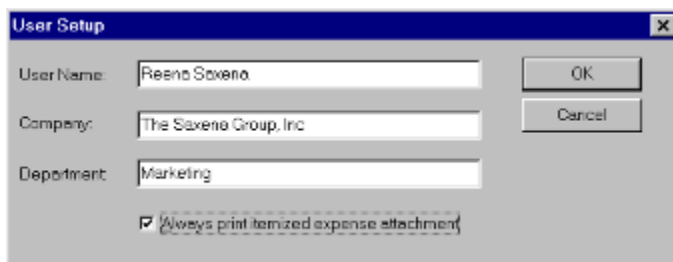 User Setup
User Name: Reena Saxena OK
Company: The Saxena Group, Inc Cancel
Department: Marketing
Always print itemized expense attachment